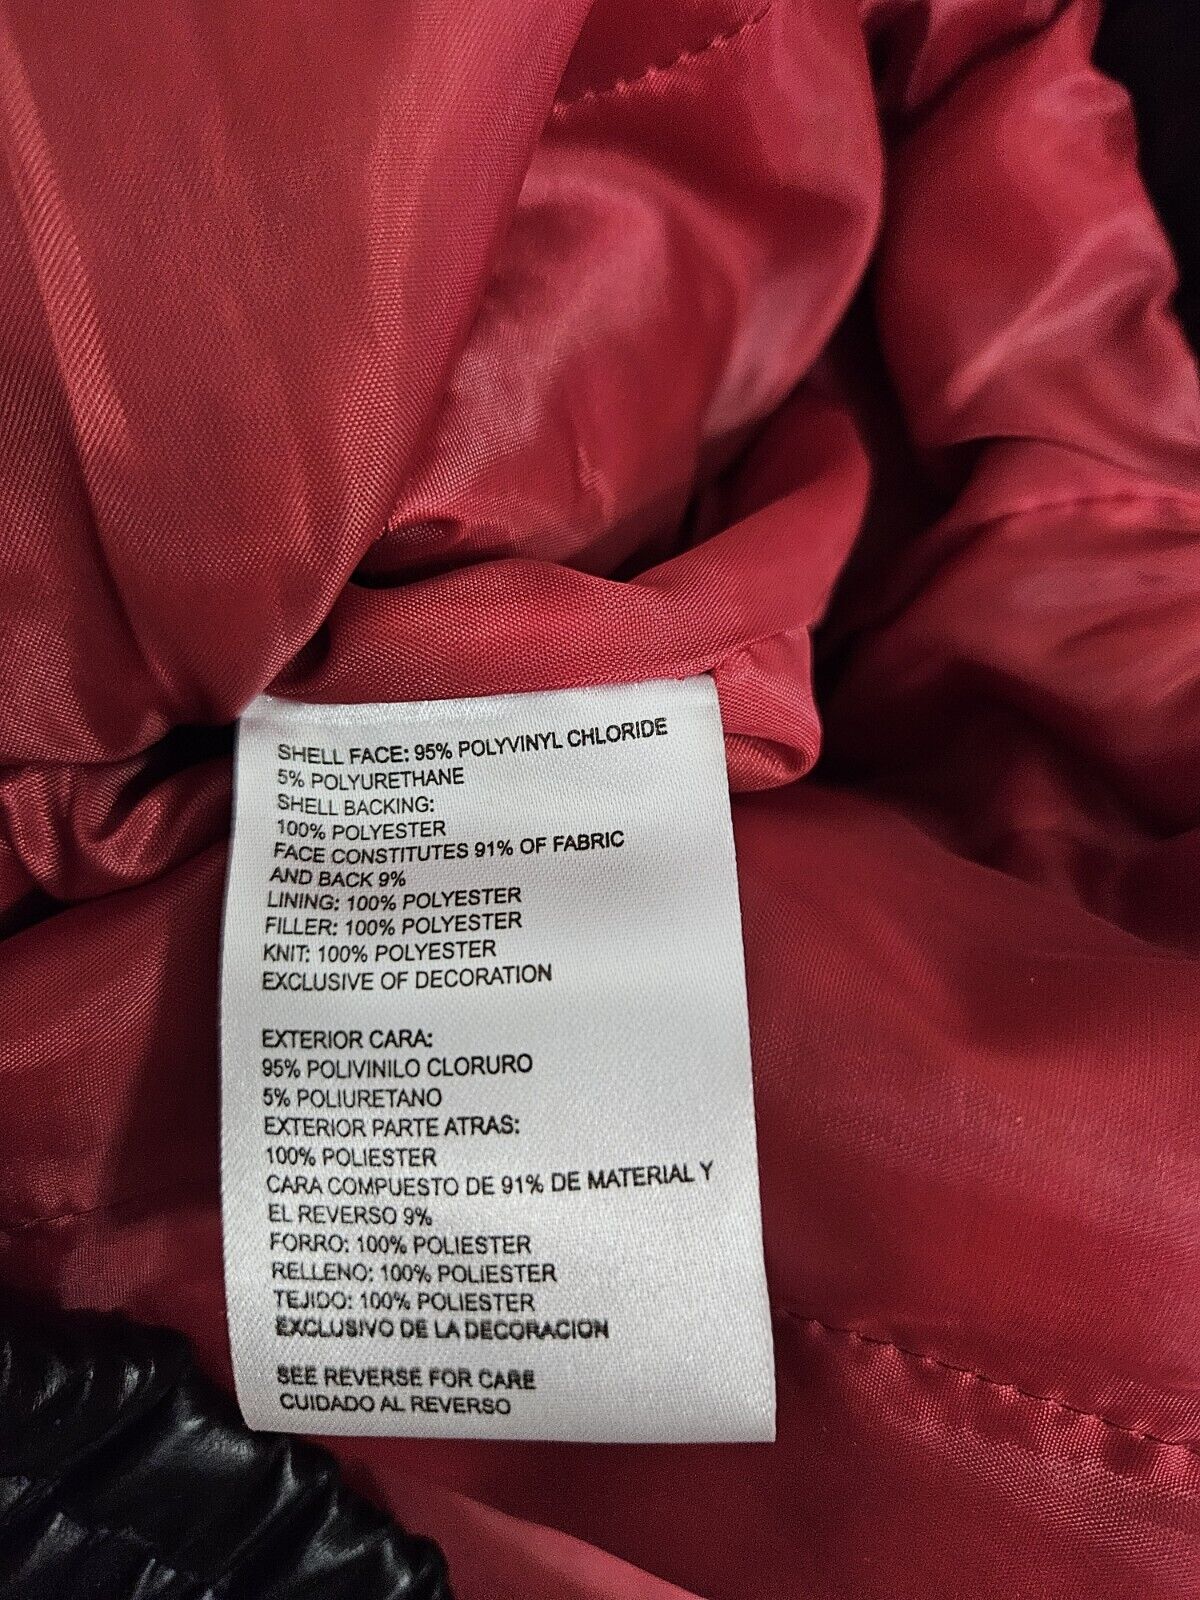 SHELL FACE: 95% POLYVINYL CHLORIDE
5% POLYURETHANE
SHELL BACKING:
100% POLYESTER
FACE CONSTITUTES 91% OF FABRIC
AND BACK 9%
LINING: 100% POLYESTER
FILLER: 100% POLYESTER
KNIT: 100% POLYESTER
EXCLUSIVE OF DECORATION
EXTERIOR CARA:
95% POLIVINILO CLORURO
5% POLIURETANO
EXTERIOR PARTE ATRAS:
100% POLIESTER
CARA COMPUESTO DE 91% DE MATERIAL Y
EL REVERSO 9%
FORRO: 100% POLIESTER
RELLENO: 100% POLIESTER
TEJIDO: 100% POLIESTER
EXCLUSIVO DE LA DECORACION
SEE REVERSE FOR CARE
CUIDADO AL REVERSO